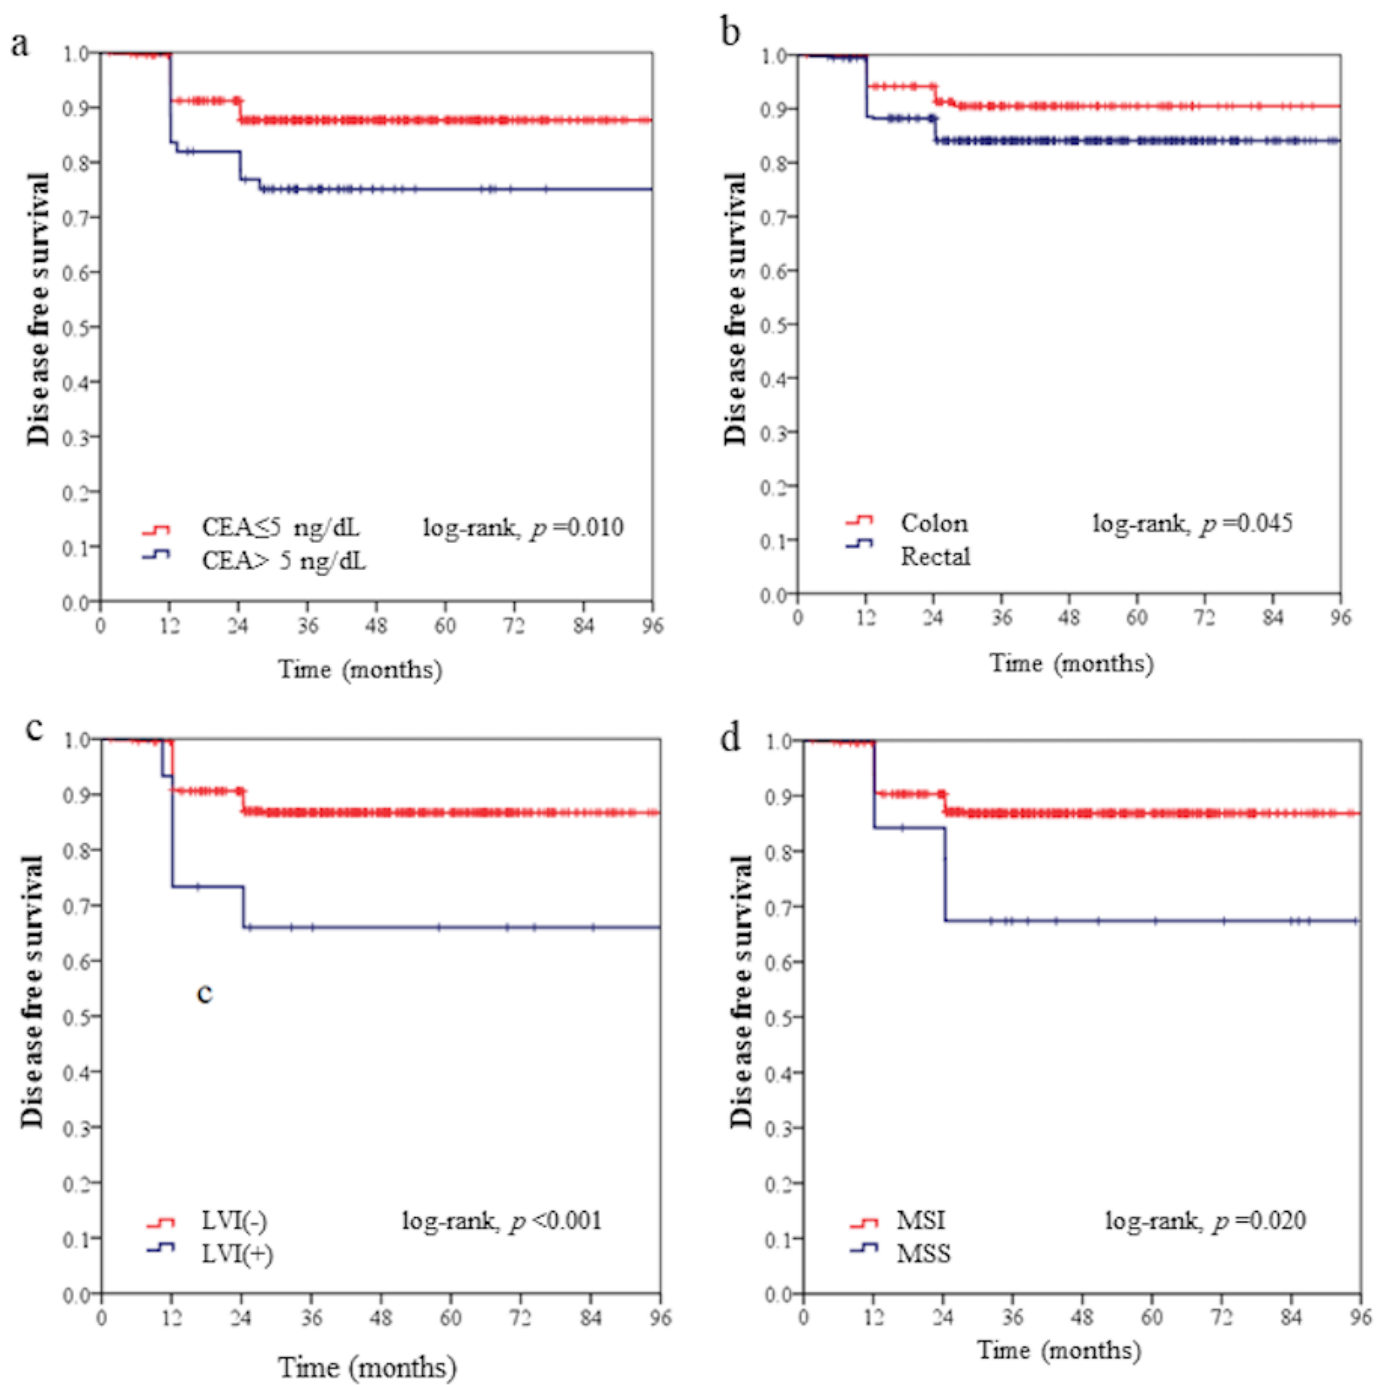 a
1.0
0.9
0.8
0.7
0.6
0.5
0.4
0.3
0.2
0.1
0.0
Disease free survival
CEA≤5 ng/dL
CEA> 5 ng/dL
log-rank, p =0.010
0 12 24 36 48 60 72 84 96
Time (months)
b
1.0
0.9
0.8
0.7
0.6
0.5
0.4
0.3
0.2
0.1
0.0
Disease free survival
Colon
Rectal
log-rank, p =0.045
0 12 24 36 48 60 72 84 96
Time (months)
c
1.0
0.9
0.8
0.7
0.6
0.5
0.4
0.3
0.2
0.1
0.0
Disease free survival
c
LVI(-)
LVI(+)
log-rank, p <0.001
0 12 24 36 48 60 72 84 96
Time (months)
d
1.0
0.9
0.8
0.7
0.6
0.5
0.4
0.3
0.2
0.1
0.0
Disease free survival
MSI
MSS
log-rank, p =0.020
0 12 24 36 48 60 72 84 96
Time (months)